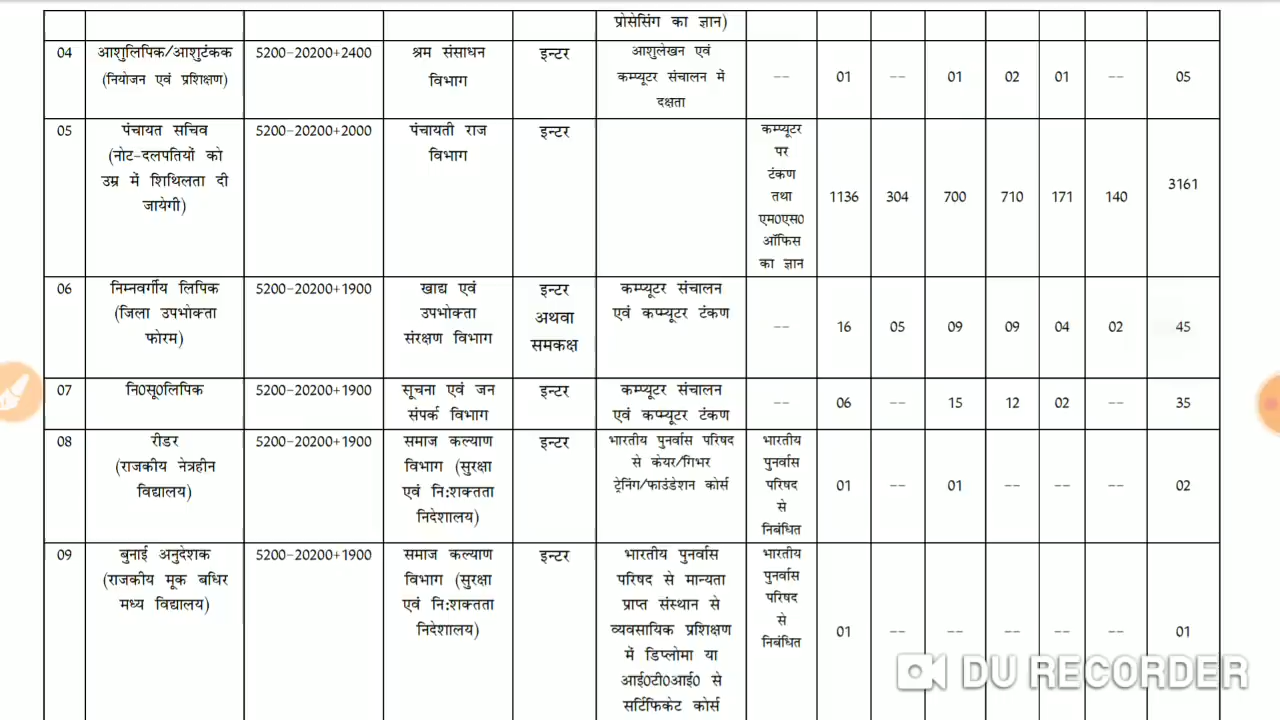 प्रोसेसिंग का ज्ञान)
04 आशुलिपिक/आशुटंकक 5200-20200+2400 श्रम संसाधन इन्टर आशुलेखन एवं
(नियोजन एवं प्रशिक्षण) विभाग कम्प्यूटर संचालन में -- 01 -- 01 02 01 -- 05
दक्षता
05 पंचायत सचिव 5200-20200+2000 पंचायती राज इन्टर कम्प्यूटर
(नोट-दलपतियों को विभाग पर
उम्र में शिथिलता दी टंकण
जायेगी) तथा 1136 304 700 710 171 140 3161
एम0एस0
ऑफिस
का ज्ञान
06 निम्नवर्गीय लिपिक 5200-20200+1900 खाद्य एवं इन्टर कम्प्यूटर संचालन
(जिला उपभोक्ता उपभोक्ता अथवा एवं कम्प्यूटर टंकण -- 16 05 09 09 04 02 45
फोरम) संरक्षण विभाग समकक्ष
07 नि0सू0लिपिक 5200-20200+1900 सूचना एवं जन इन्टर कम्प्यूटर संचालन -- 06 -- 15 12 02 -- 35
संपर्क विभाग एवं कम्प्यूटर टंकण
08 रीडर 5200-20200+1900 समाज कल्याण इन्टर भारतीय पुनर्वास परिषद भारतीय
(राजकीय नेत्रहीन विभाग (सुरक्षा से केयर/गिभर पुनर्वास
विद्यालय) एवं नि:शक्तता ट्रेनिंग/फाउंडेशन कोर्स परिषद 01 -- 01 -- -- -- 02
निदेशालय) से
निबंधित
09 बुनाई अनुदेशक 5200-20200+1900 समाज कल्याण इन्टर भारतीय पुनर्वास भारतीय
(राजकीय मूक बधिर विभाग (सुरक्षा परिषद से मान्यता पुनर्वास
मध्य विद्यालय) एवं नि:शक्तता प्राप्त संस्थान से परिषद
निदेशालय) व्यवसायिक प्रशिक्षण से 01 -- -- -- -- -- 01
में डिप्लोमा या निबंधित
आई0टी0आई0 से
सर्टिफिकेट कोर्स
DU RECORDER